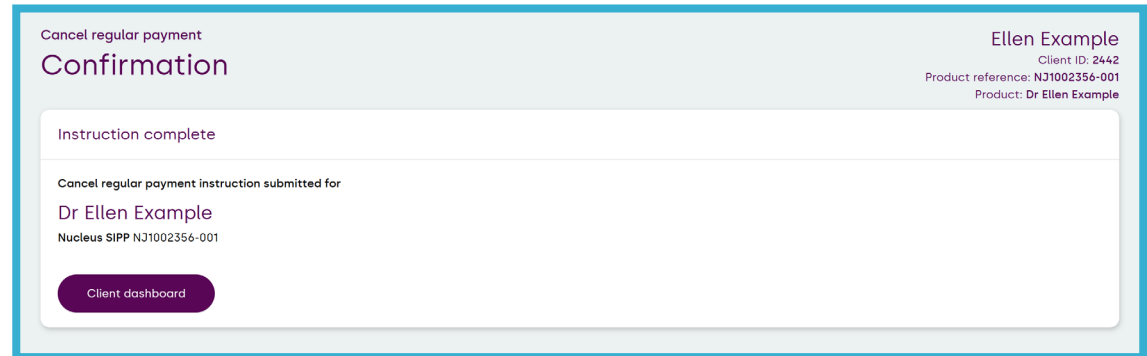 Cancel regular payment
Confirmation
Ellen Example
Client ID: 2442
Product reference: NJ1002356-001
Product: Dr Ellen Example
Instruction complete
Cancel regular payment instruction submitted for
Dr Ellen Example
Nucleus SIPP NJ1002356-001
Client dashboard